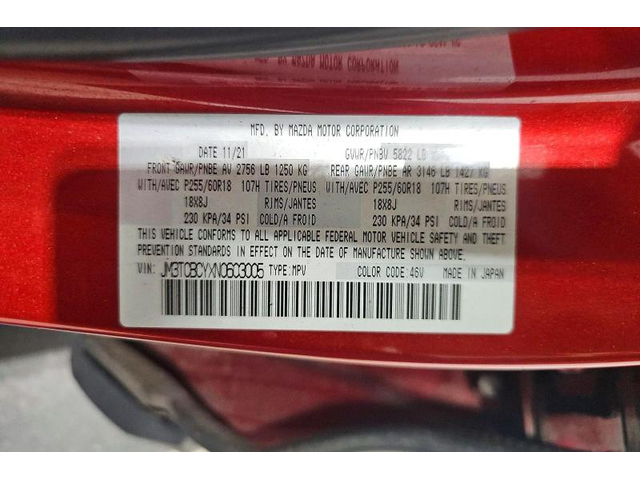 MFD. BY MAZDA MOTOR CORPORATION
DATE 11/21 GVWR/PNBV 5822 LB
FRONT GAWR/PNBE AV 2756 LB 1250 KG REAR GAWR/PNBE AR 3146 LB 1427 KG
WITH/AVEC P255/60R18 107H TIRES/PNEUS WITH/AVEC P255/60R18 107H TIRES/PNEUS
18X8J RIMS/JANTES 18X8J RIMS/JANTES
230 KPA/34 PSI COLD/A FROID 230 KPA/34 PSI COLD/A FROID
THIS VEHICLE CONFORMS TO ALL APPLICABLE FEDERAL MOTOR VEHICLE SAFETY AND THEFT
PREVENTION STANDARDS IN EFFECT ON THE DATE OF MANUFACTURE SHOWN ABOVE.
VIN: JM3TCBCYXN0603005 TYPE: MPV COLOR CODE: 46V MADE IN JAPAN